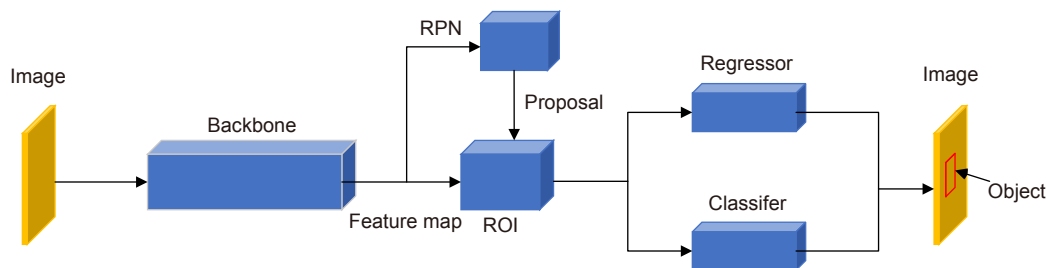 Image
Backbone
Feature map
RPN
Proposal
ROI
Regressor
Classifer
Image
Object